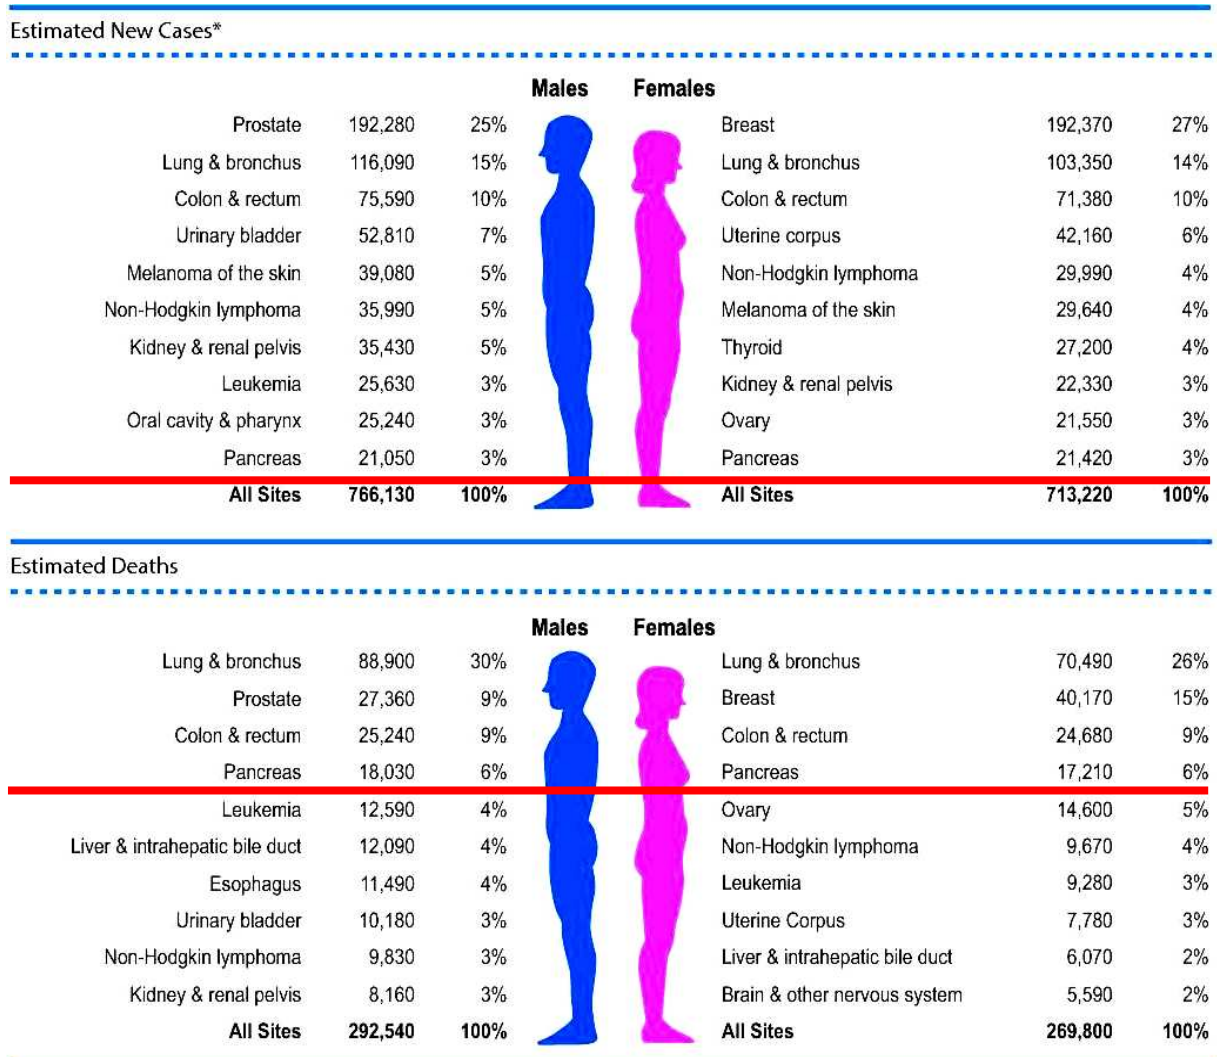 Estimated New Cases*
Males Females
Prostate 192,280 25% Breast 192,370 27%
Lung & bronchus 116,090 15% Lung & bronchus 103,350 14%
Colon & rectum 75,590 10% Colon & rectum 71,380 10%
Urinary bladder 52,810 7% Uterine corpus 42,160 6%
Melanoma of the skin 39,080 5% Non-Hodgkin lymphoma 29,990 4%
Non-Hodgkin lymphoma 35,990 5% Melanoma of the skin 29,640 4%
Kidney & renal pelvis 35,430 5% Thyroid 27,200 4%
Leukemia 25,630 3% Kidney & renal pelvis 22,330 3%
Oral cavity & pharynx 25,240 3% Ovary 21,550 3%
Pancreas 21,050 3% Pancreas 21,420 3%
All Sites 766,130 100% All Sites 713,220 100%
Estimated Deaths
Males Females
Lung & bronchus 88,900 30% Lung & bronchus 70,490 26%
Prostate 27,360 9% Breast 40,170 15%
Colon & rectum 25,240 9% Colon & rectum 24,680 9%
Pancreas 18,030 6% Pancreas 17,210 6%
Leukemia 12,590 4% Ovary 14,600 5%
Liver & intrahepatic bile duct 12,090 4% Non-Hodgkin lymphoma 9,670 4%
Esophagus 11,490 4% Leukemia 9,280 3%
Urinary bladder 10,180 3% Uterine Corpus 7,780 3%
Non-Hodgkin lymphoma 9,830 3% Liver & intrahepatic bile duct 6,070 2%
Kidney & renal pelvis 8,160 3% Brain & other nervous system 5,590 2%
All Sites 292,540 100% All Sites 269,800 100%